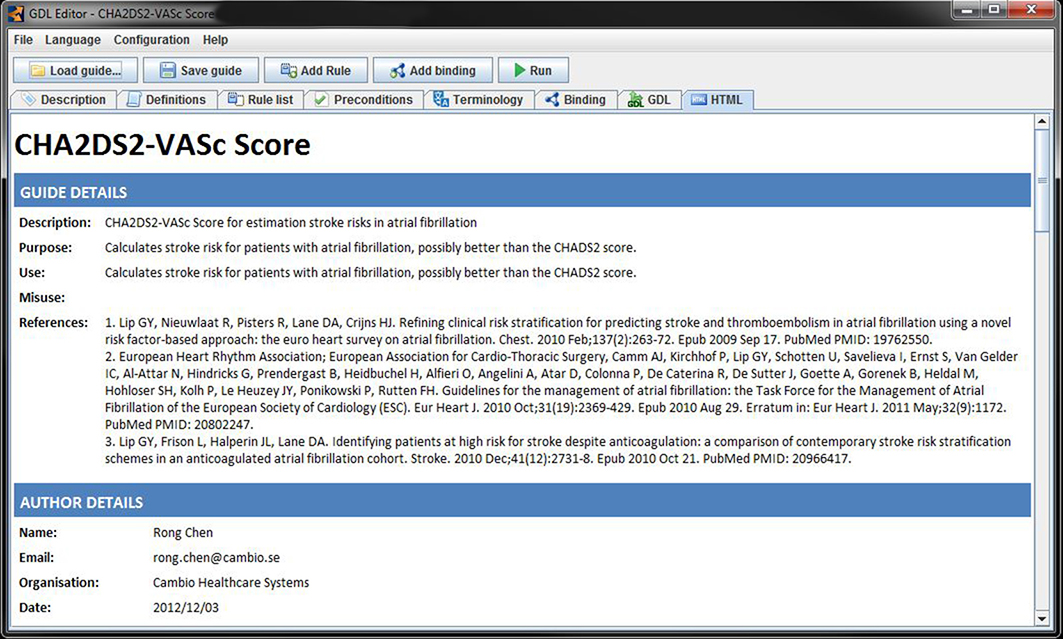 GDL Editor - CHA2DS2-VASc Score
File Language Configuration Help
Load guide... Save guide Add Rule Add binding Run
Description Definitions Rule list Preconditions Terminology Binding GDL HTML
CHA2DS2-VASc Score
GUIDE DETAILS
Description: CHA2DS2-VASc Score for estimation stroke risks in atrial fibrillation
Purpose: Calculates stroke risk for patients with atrial fibrillation, possibly better than the CHADS2 score.
Use: Calculates stroke risk for patients with atrial fibrillation, possibly better than the CHADS2 score.
Misuse:
References: 1. Lip GY, Nieuwlaat R, Pisters R, Lane DA, Crijns HJ. Refining clinical risk stratification for predicting stroke and thromboembolism in atrial fibrillation using a novel
risk factor-based approach: the euro heart survey on atrial fibrillation. Chest. 2010 Feb;137(2):263-72. Epub 2009 Sep 17. PubMed PMID: 19762550.
2. European Heart Rhythm Association; European Association for Cardio-Thoracic Surgery, Camm AJ, Kirchhof P, Lip GY, Schotten U, Savelieva I, Ernst S, Van Gelder
IC, Al-Attar N, Hindricks G, Prendergast B, Heidbuchel H, Alfieri O, Angelini A, Atar D, Colonna P, De Caterina R, De Sutter J, Goette A, Gorenek B, Heldal M,
Hohloser SH, Kolh P, Le Heuzey JY, Ponikowski P, Rutten FH. Guidelines for the management of atrial fibrillation: the Task Force for the Management of Atrial
Fibrillation of the European Society of Cardiology (ESC). Eur Heart J. 2010 Oct;31(19):2369-429. Epub 2010 Aug 29. Erratum in: Eur Heart J. 2011 May;32(9):1172.
PubMed PMID: 20802247.
3. Lip GY, Frison L, Halperin JL, Lane DA. Identifying patients at high risk for stroke despite anticoagulation: a comparison of contemporary stroke risk stratification
schemes in an anticoagulated atrial fibrillation cohort. Stroke. 2010 Dec;41(12):2731-8. Epub 2010 Oct 21. PubMed PMID: 20966417.
AUTHOR DETAILS
Name: Rong Chen
Email: rong.chen@cambio.se
Organisation: Cambio Healthcare Systems
Date: 2012/12/03